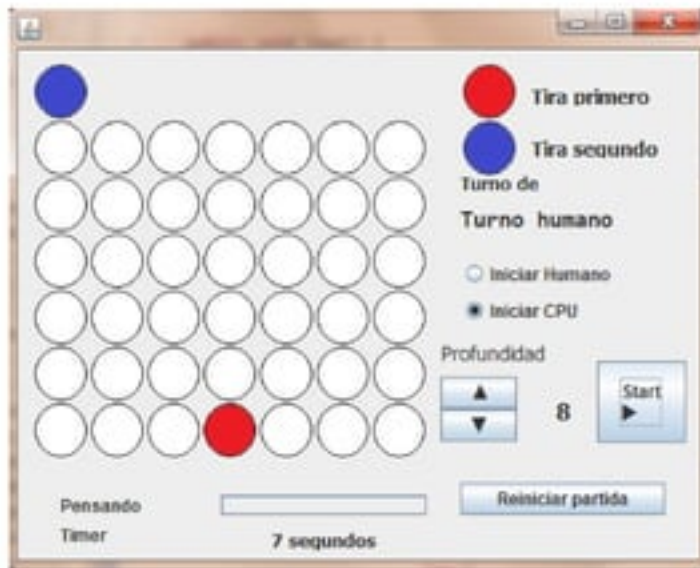 Tira primero
Tira segundo
Turno de
Turno humano
Iniciar Humano
Iniciar CPU
Profundidad
8
Start
Reiniciar partida
Pensando
Timer
7 segundos